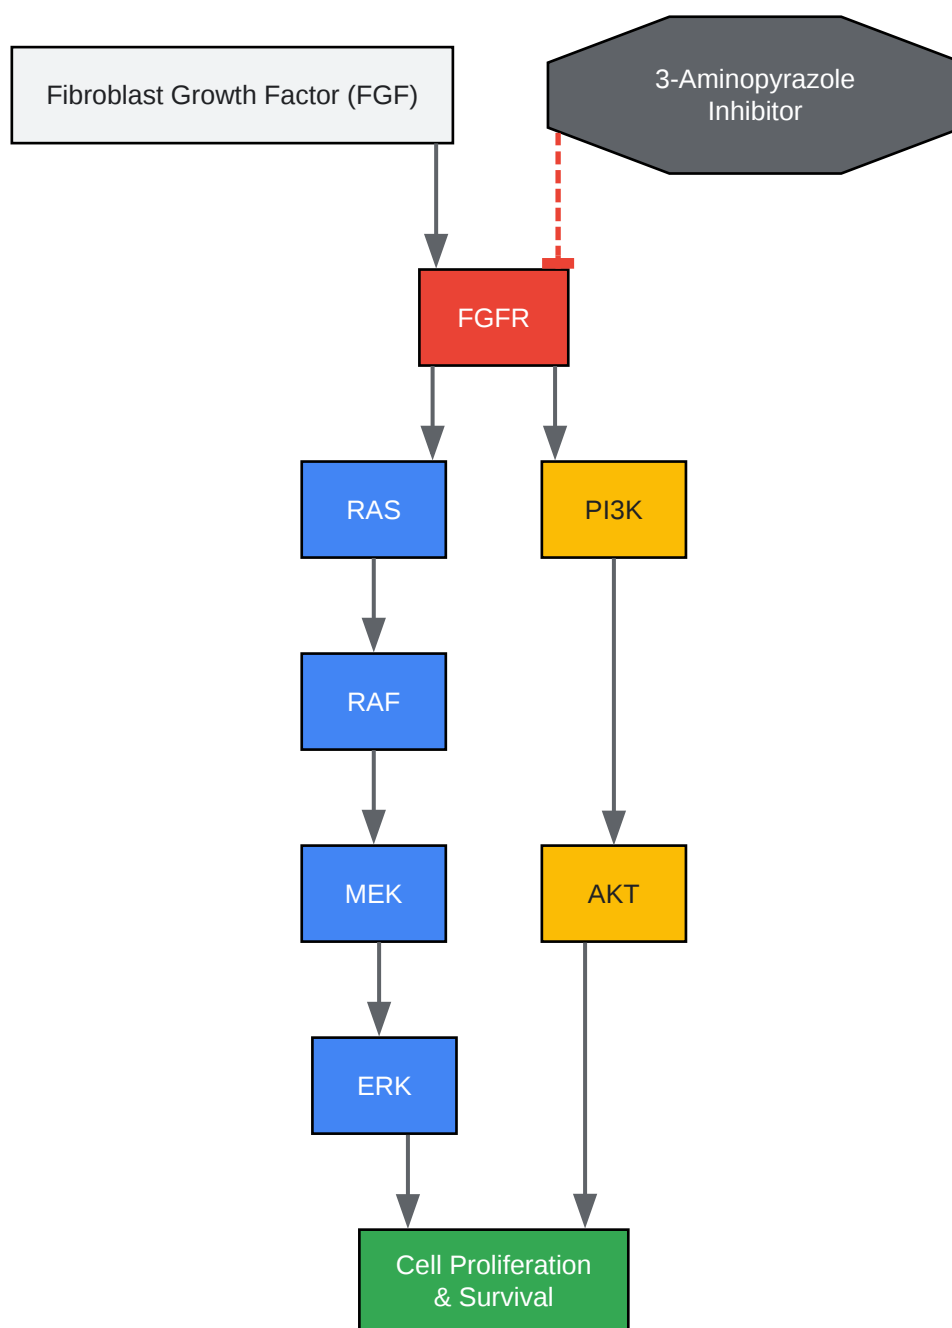 Fibroblast Growth Factor (FGF)
3-Aminopyrazole
Inhibitor
FGFR
RAS
PI3K
RAF
MEK
AKT
ERK
Cell Proliferation
& Survival